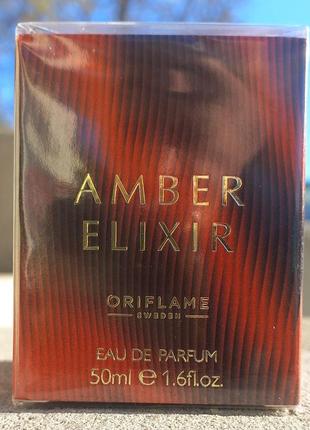 AMBER
ELIXIR
ORIFLAME
SWEDEN
EAU DE PARFUM
50ml e 1.6fl.oz.